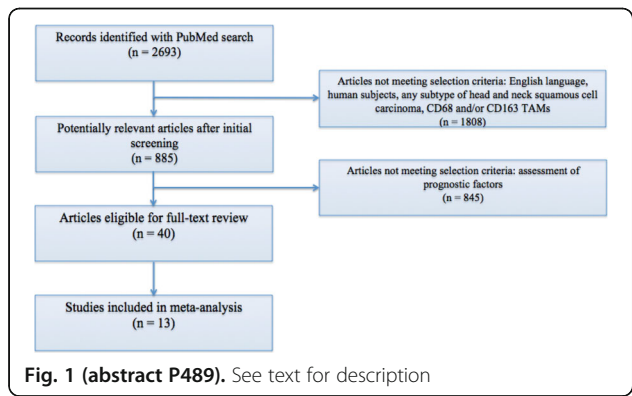 Records identified with PubMed search
(n = 2693)
Articles not meeting selection criteria: English language,
human subjects, any subtype of head and neck squamous cell
carcinoma, CD68 and/or CD163 TAMs
(n = 1808)
Potentially relevant articles after initial
screening
(n = 885)
Articles not meeting selection criteria: assessment of
prognostic factors
(n = 845)
Articles eligible for full-text review
(n = 40)
Studies included in meta-analysis
(n = 13)
Fig. 1 (abstract P489). See text for description